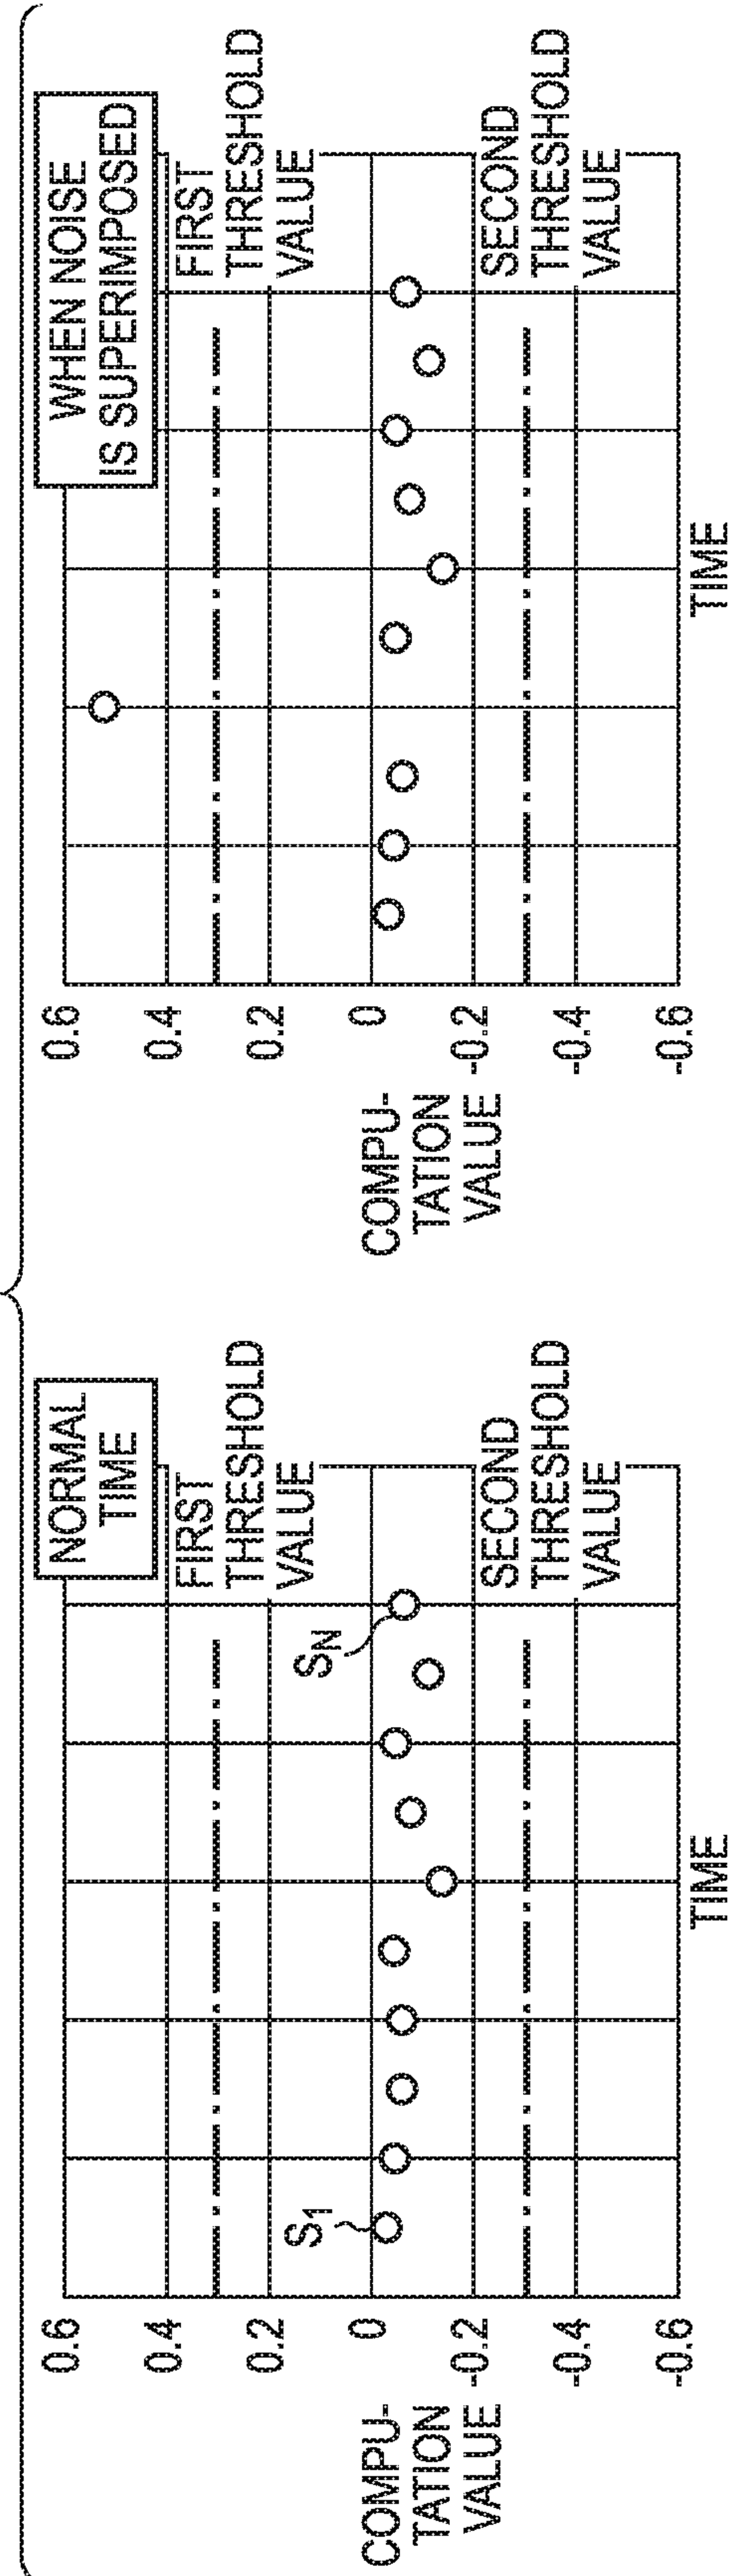 NORMAL
TIME
0.6
0.4
0.2
0
-0.2
-0.4
-0.6
COMPU-
TATION
VALUE
S1
SN
FIRST
THRESHOLD
VALUE
SECOND
THRESHOLD
VALUE
TIME
WHEN NOISE
IS SUPERIMPOSED
0.6
0.4
0.2
0
-0.2
-0.4
-0.6
COMPU-
TATION
VALUE
FIRST
THRESHOLD
VALUE
SECOND
THRESHOLD
VALUE
TIME